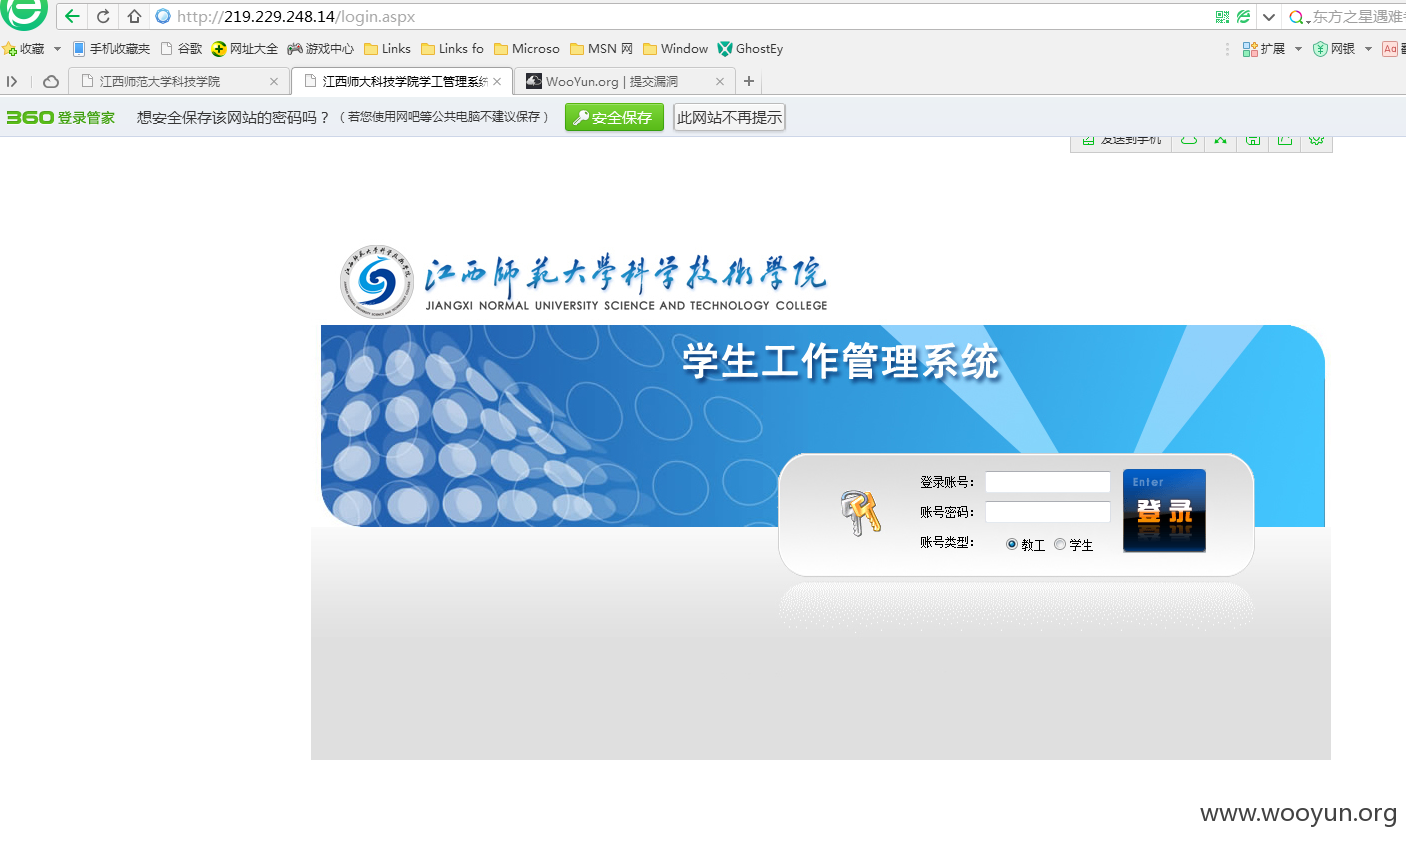 http://219.229.248.14/login.aspx 东方之星遇难
收藏 手机收藏夹 谷歌 网址大全 游戏中心 Links Links fo Microso MSN 网 Window GhostEy 扩展 网银 Aa
江西师范大学科技学院 江西师大科技学院学工管理系统 WooYun.org | 提交漏洞
360 登录管家 想安全保存该网站的密码吗？（若您使用网吧等公共电脑不建议保存） 安全保存 此网站不再提示
发送到手机
江西師范大學科学技術學院
JIANGXI NORMAL UNIVERSITY SCIENCE AND TECHNOLOGY COLLEGE
学生工作管理系统
登录账号：
Enter
账号密码：
登录
账号类型： 教工 学生
www.wooyun.org